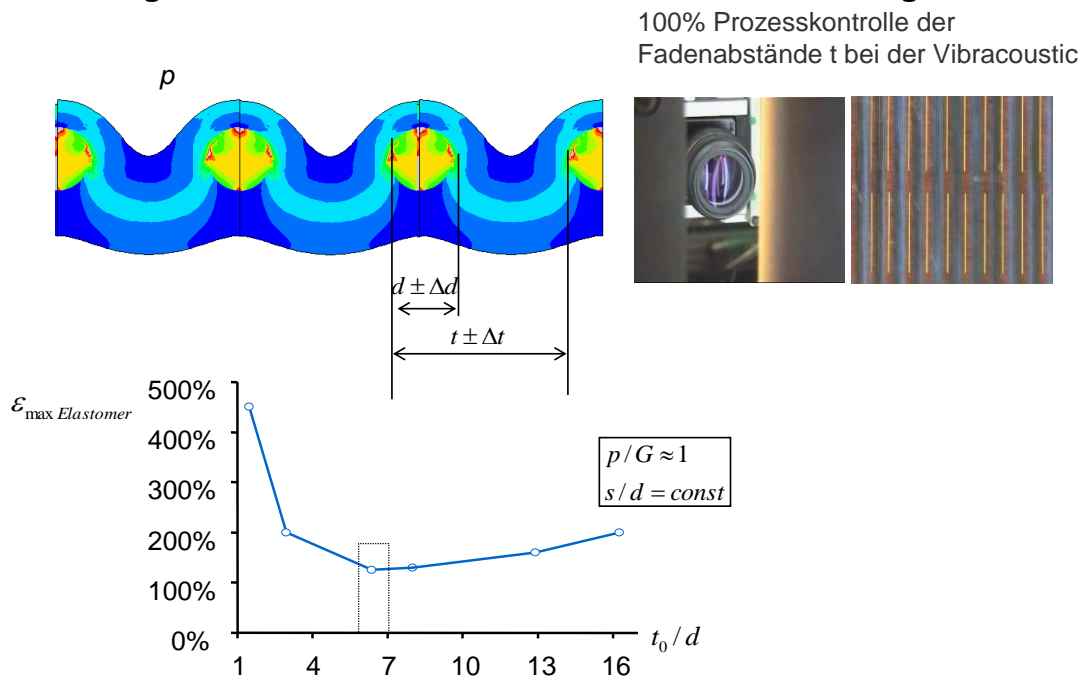 100% Prozesskontrolle der
Fadenabstände t bei der Vibracoustic
p
d ± Δd
t ± Δt
ε max Elastomer
500%
400%
300%
200%
100%
0%
p / G ≈ 1
s / d = const
t₀ / d
1 4 7 10 13 16